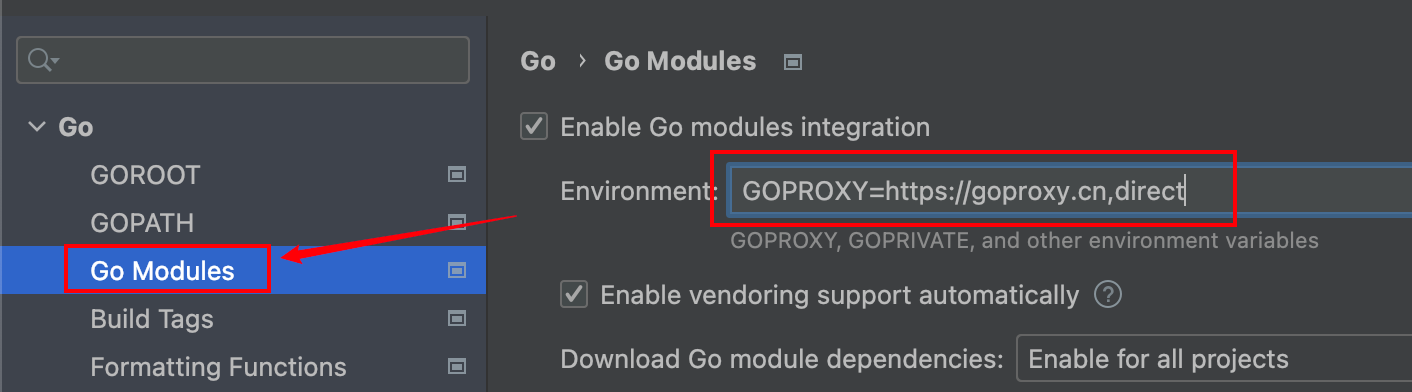 Go
GOROOT
GOPATH
Go Modules
Build Tags
Formatting Functions
Go › Go Modules
Enable Go modules integration
Environment: GOPROXY=https://goproxy.cn,direct
GOPROXY, GOPRIVATE, and other environment variables
Enable vendoring support automatically ?
Download Go module dependencies: Enable for all projects